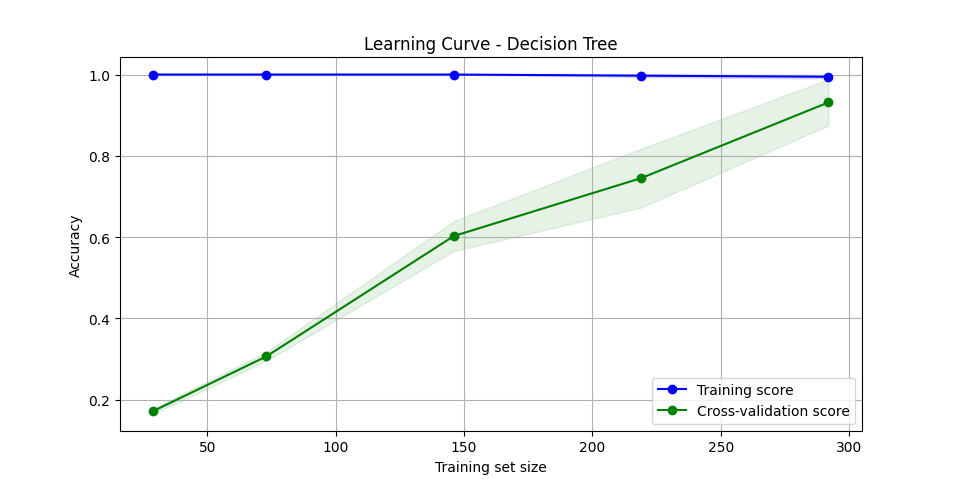 Learning Curve - Decision Tree
1.0
0.8
0.6
0.4
0.2
Accuracy
50 100 150 200 250 300
Training set size
Training score
Cross-validation score